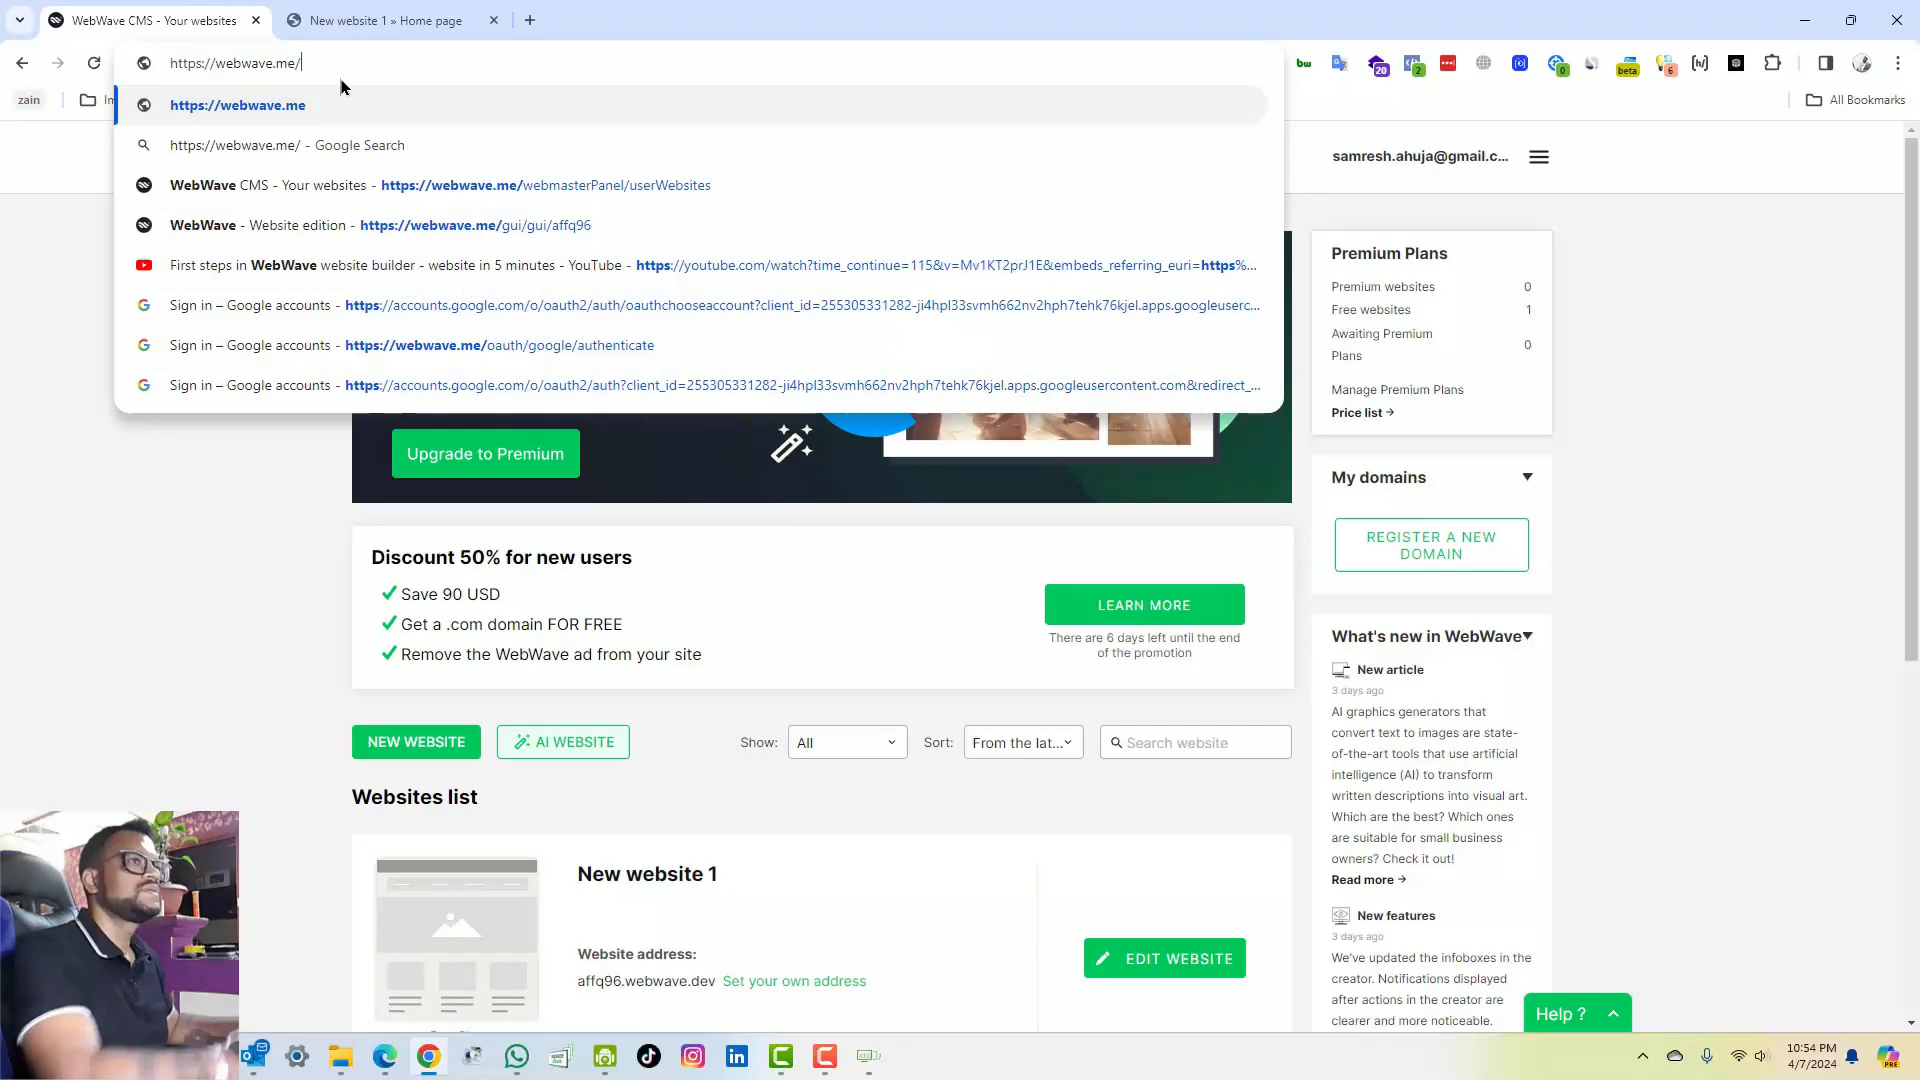 WebWave CMS - Your websites
New website 1 » Home page
https://webwave.me/
bw
20
2
0
beta
6
zain
All Bookmarks
https://webwave.me
https://webwave.me/ - Google Search
WebWave CMS - Your websites - https://webwave.me/webmasterPanel/userWebsites
WebWave - Website edition - https://webwave.me/gui/gui/affq96
First steps in WebWave website builder - website in 5 minutes - YouTube - https://youtube.com/watch?time_continue=115&v=Mv1KT2prJ1E&embeds_referring_euri=https%...
Sign in – Google accounts - https://accounts.google.com/o/oauth2/auth/oauthchooseaccount?client_id=255305331282-ji4hpl33svmh662nv2hph7tehk76kjel.apps.googleuserc...
Sign in – Google accounts - https://webwave.me/oauth/google/authenticate
Sign in – Google accounts - https://accounts.google.com/o/oauth2/auth?client_id=255305331282-ji4hpl33svmh662nv2hph7tehk76kjel.apps.googleusercontent.com&redirect_...
samresh.ahuja@gmail.c...
Upgrade to Premium
Premium Plans
Premium websites 0
Free websites 1
Awaiting Premium
Plans
0
Manage Premium Plans
Price list →
My domains
REGISTER A NEW
DOMAIN
Discount 50% for new users
Save 90 USD
Get a .com domain FOR FREE
Remove the WebWave ad from your site
LEARN MORE
There are 6 days left until the end
of the promotion
NEW WEBSITE
AI WEBSITE
Show:
All
Sort:
From the lat...
Search website
Websites list
New website 1
Website address:
affq96.webwave.dev Set your own address
EDIT WEBSITE
What's new in WebWave
New article
3 days ago
AI graphics generators that
convert text to images are state-
of-the-art tools that use artificial
intelligence (AI) to transform
written descriptions into visual art.
Which are the best? Which ones
are suitable for small business
owners? Check it out!
Read more →
New features
3 days ago
We've updated the infoboxes in the
creator. Notifications displayed
after actions in the creator are
clearer and more noticeable.
Help ?
10:54 PM
4/7/2024
PRE